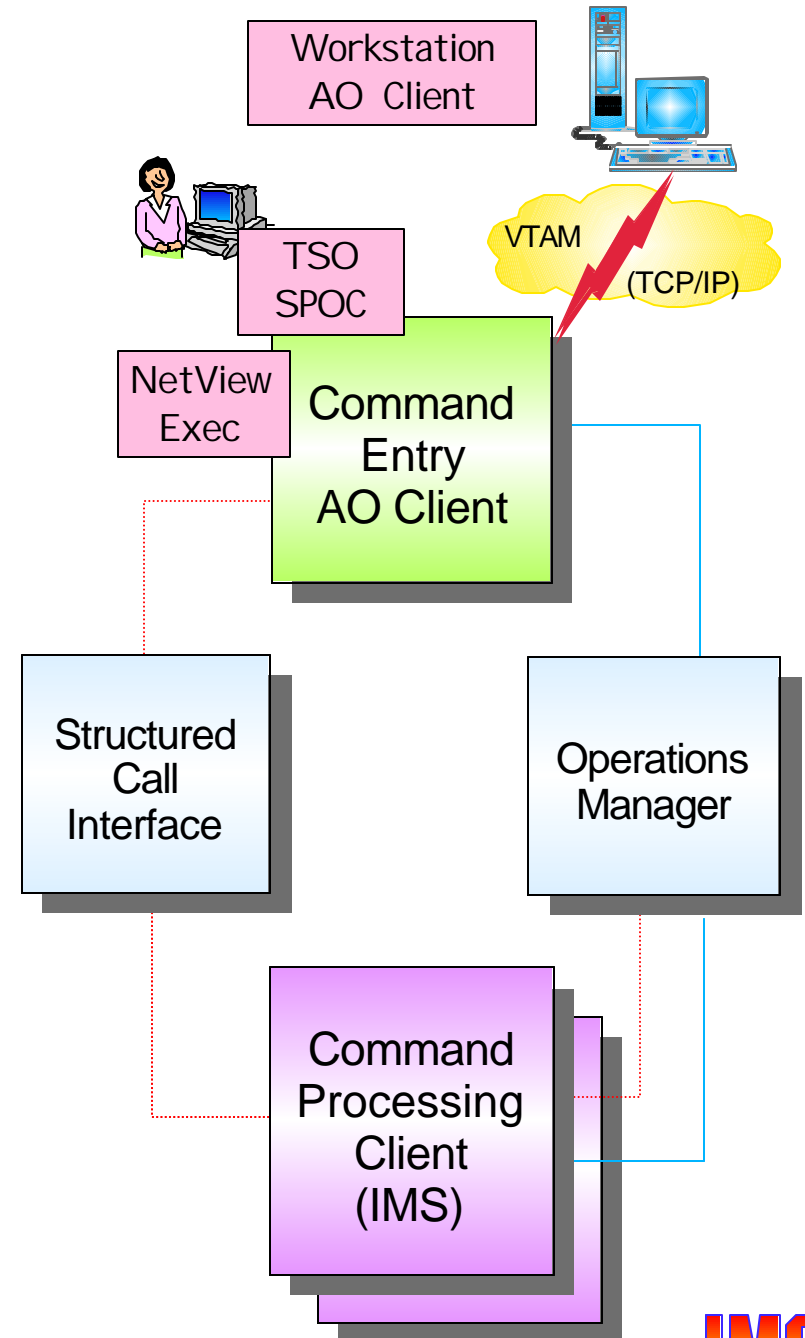 Workstation
AO Client
VTAM
(TCP/IP)
TSO
SPOC
NetView
Exec
Command
Entry
AO Client
Structured
Call
Interface
Operations
Manager
Command
Processing
Client
(IMS)